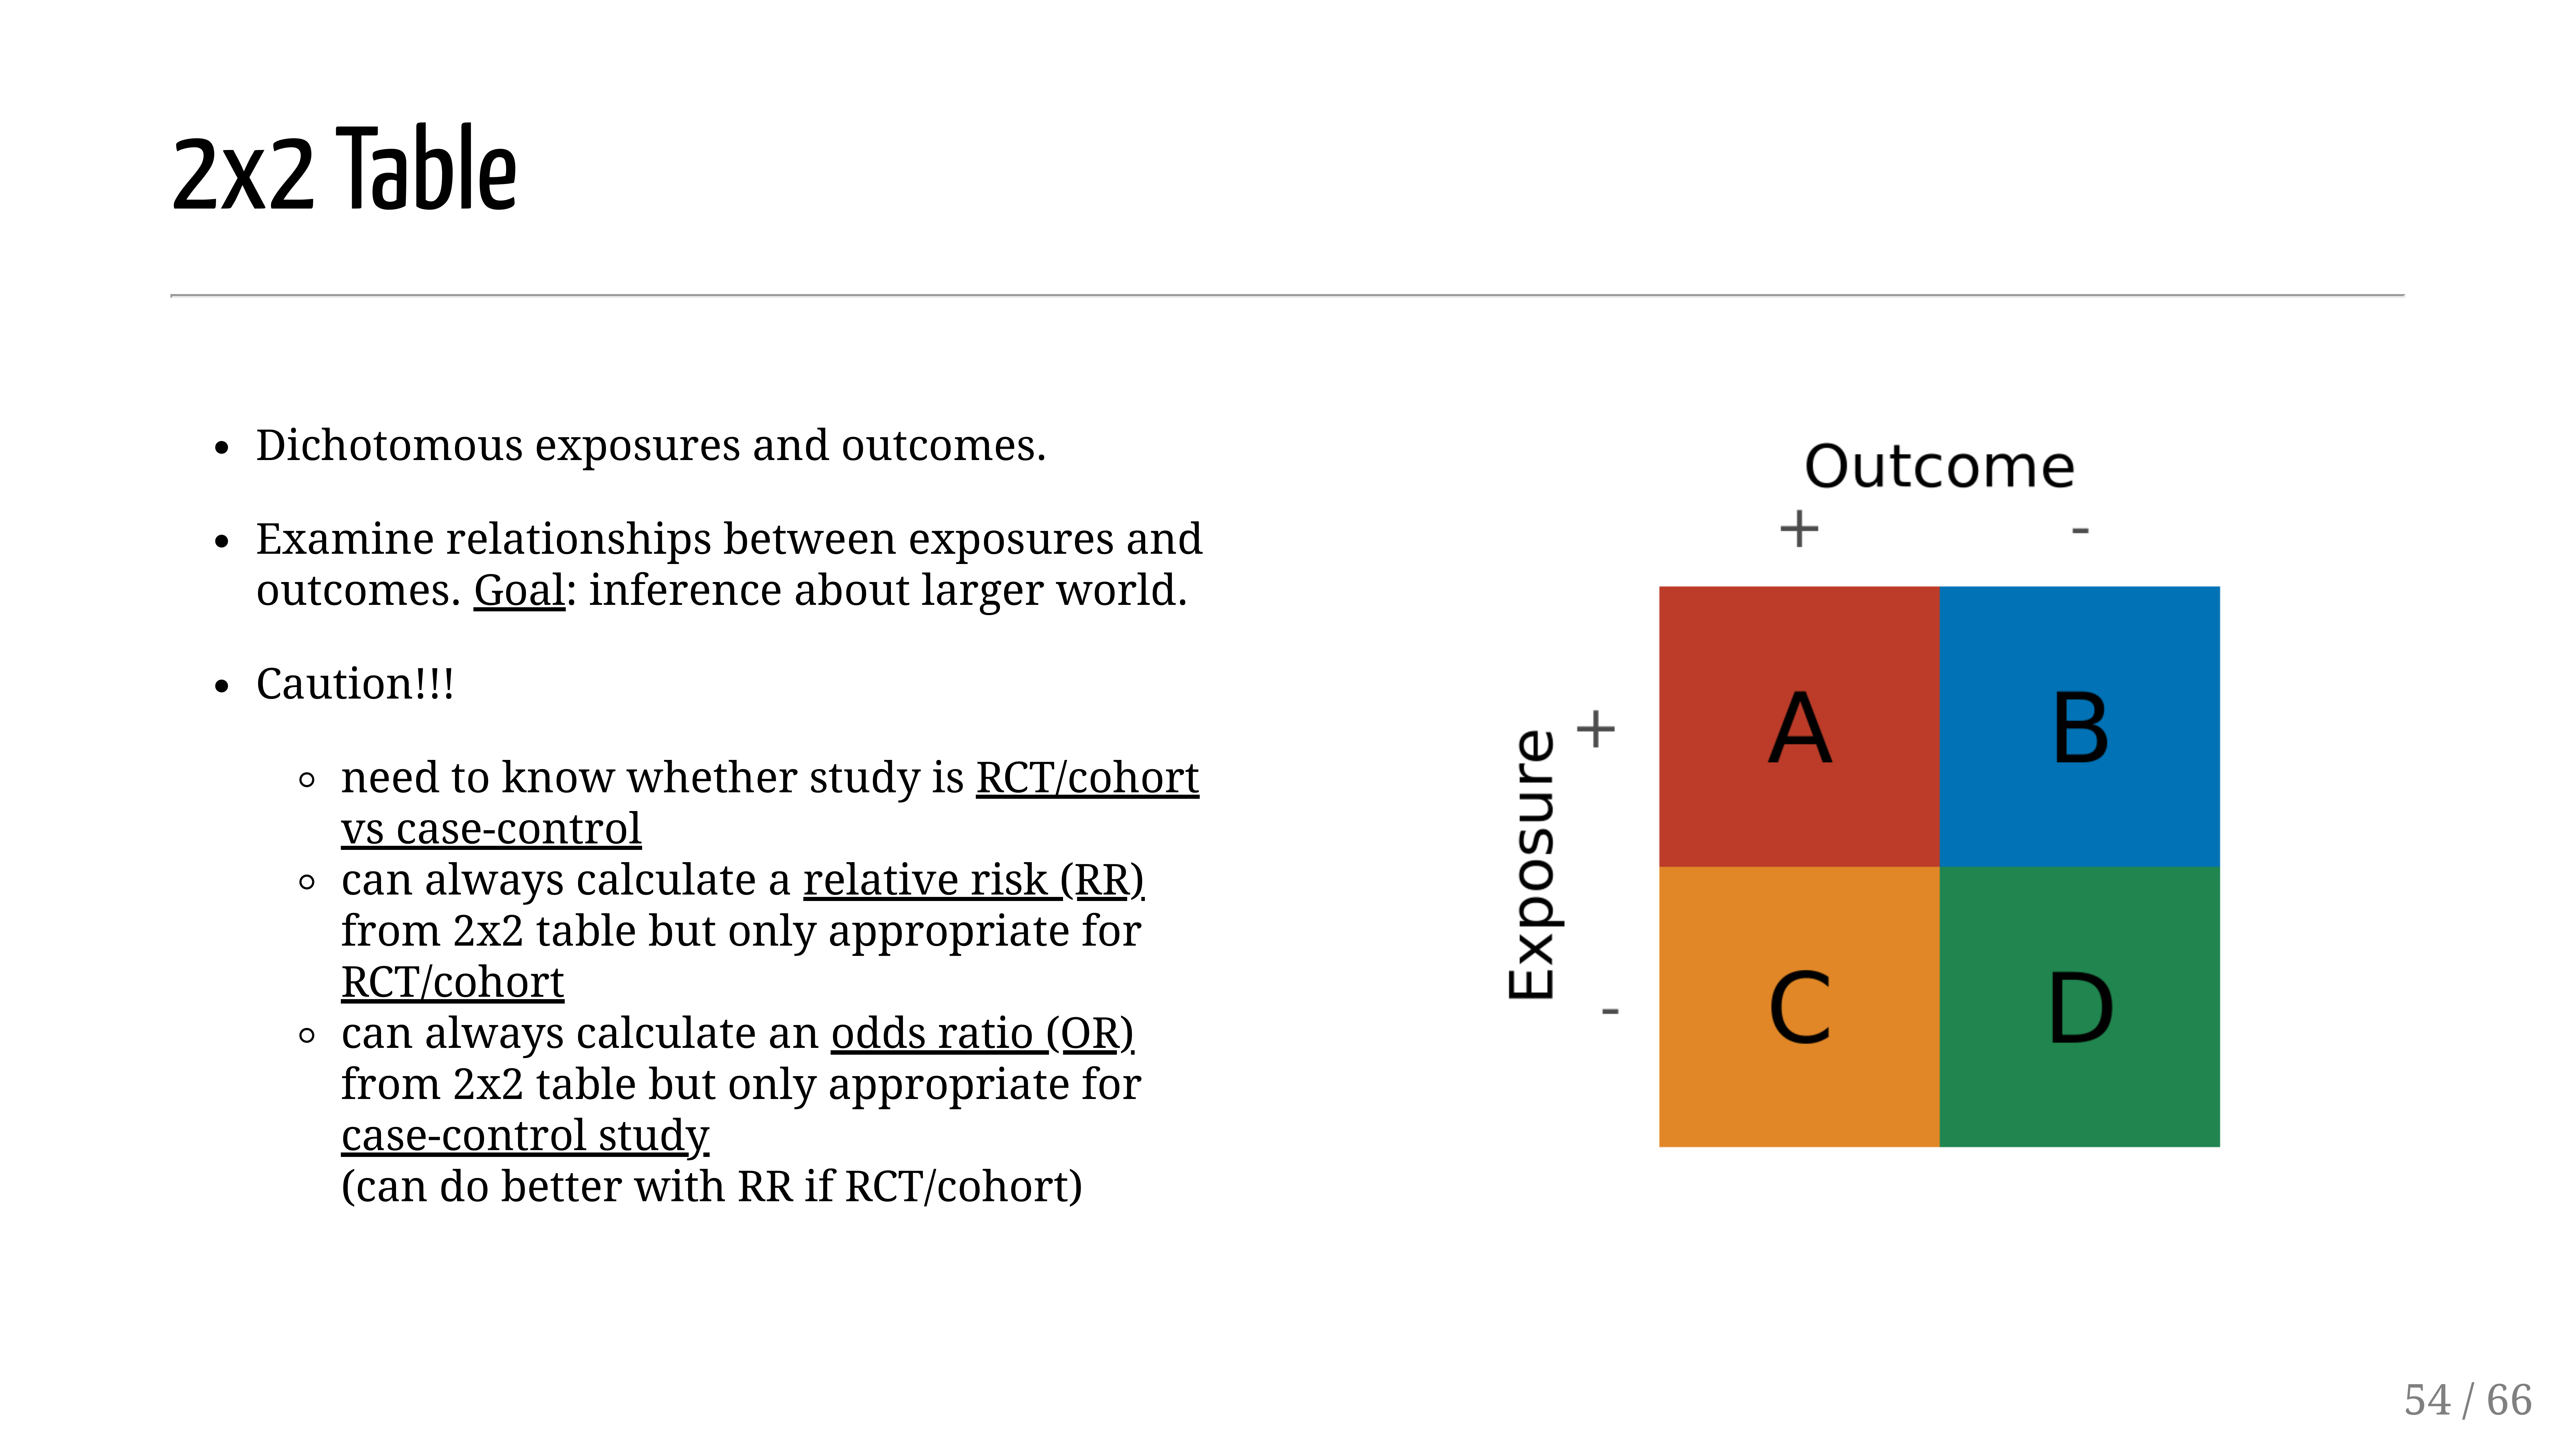 2x2 Table
• Dichotomous exposures and outcomes.
• Examine relationships between exposures and
outcomes. Goal: inference about larger world.
• Caution!!!
◦ need to know whether study is RCT/cohort
vs case-control
◦ can always calculate a relative risk (RR)
from 2x2 table but only appropriate for
RCT/cohort
◦ can always calculate an odds ratio (OR)
from 2x2 table but only appropriate for
case-control study
(can do better with RR if RCT/cohort)
Outcome
+ -
Exposure
+ A B
- C D
54 / 66